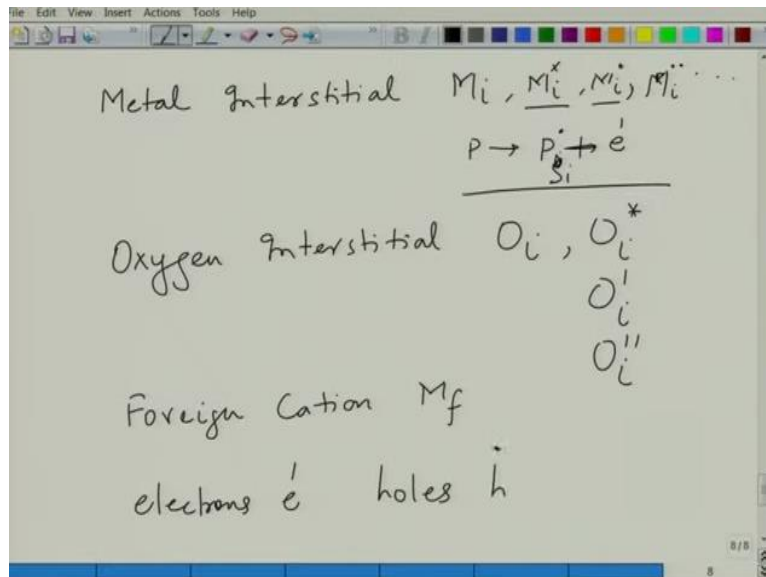 File Edit View Insert Actions Tools Help
B I
Metal Interstitial Mᵢ, Mᵢˣ, Mᵢ˙, Mᵢ¨ ...
P → P˙Si + e'
Oxygen Interstitial Oᵢ, Oᵢ*
Oᵢ'
Oᵢ''
Foreign Cation Mf
electrons e' holes h˙
8/8
8